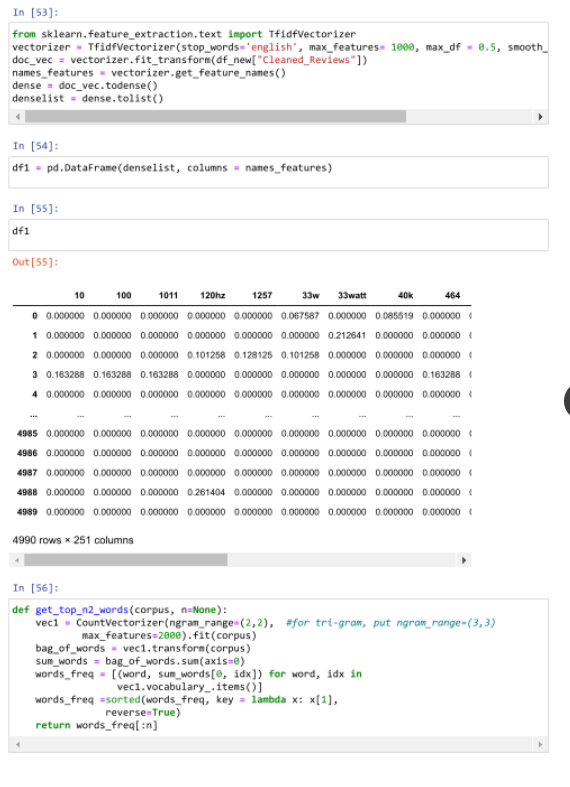 In [53]:
from sklearn.feature_extraction.text import TfidfVectorizer
vectorizer = TfidfVectorizer(stop_words='english', max_features= 1000, max_df = 0.5, smooth_
doc_vec = vectorizer.fit_transform(df_new["Cleaned_Reviews"])
names_features = vectorizer.get_feature_names()
dense = doc_vec.todense()
denselist = dense.tolist()
In [54]:
df1 = pd.DataFrame(denselist, columns = names_features)
In [55]:
df1
Out[55]:
10 100 1011 120hz 1257 33w 33watt 40k 464
0 0.000000 0.000000 0.000000 0.000000 0.000000 0.067587 0.000000 0.085519 0.000000 (
1 0.000000 0.000000 0.000000 0.000000 0.000000 0.000000 0.212641 0.000000 0.000000 (
2 0.000000 0.000000 0.000000 0.101258 0.128125 0.101258 0.000000 0.000000 0.000000 (
3 0.163288 0.163288 0.163288 0.000000 0.000000 0.000000 0.000000 0.000000 0.163288 (
4 0.000000 0.000000 0.000000 0.000000 0.000000 0.000000 0.000000 0.000000 0.000000 (
... ... ... ... ... ... ... ... ... ...
4985 0.000000 0.000000 0.000000 0.000000 0.000000 0.000000 0.000000 0.000000 0.000000 (
4986 0.000000 0.000000 0.000000 0.000000 0.000000 0.000000 0.000000 0.000000 0.000000 (
4987 0.000000 0.000000 0.000000 0.000000 0.000000 0.000000 0.000000 0.000000 0.000000 (
4988 0.000000 0.000000 0.000000 0.261404 0.000000 0.000000 0.000000 0.000000 0.000000 (
4989 0.000000 0.000000 0.000000 0.000000 0.000000 0.000000 0.000000 0.000000 0.000000 (
4990 rows × 251 columns
In [56]:
def get_top_n2_words(corpus, n=None):
    vec1 = CountVectorizer(ngram_range=(2,2),  #for tri-gram, put ngram_range=(3,3)
           max_features=2000).fit(corpus)
    bag_of_words = vec1.transform(corpus)
    sum_words = bag_of_words.sum(axis=0)
    words_freq = [(word, sum_words[0, idx]) for word, idx in
                  vec1.vocabulary_.items()]
    words_freq =sorted(words_freq, key = lambda x: x[1],
                reverse=True)
    return words_freq[:n]